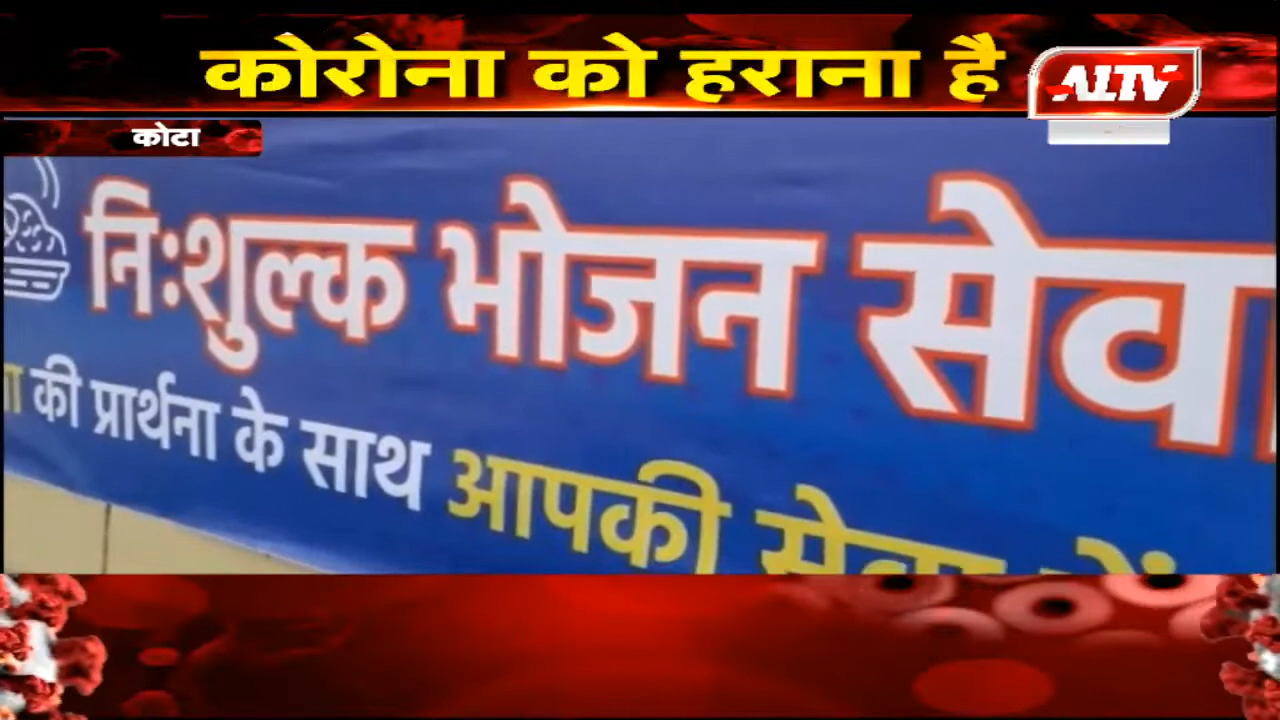 कोरोना को हराना है
ALTV
कोटा
निःशुल्क भोजन सेवा
की प्रार्थना के साथ आपकी सेवा में